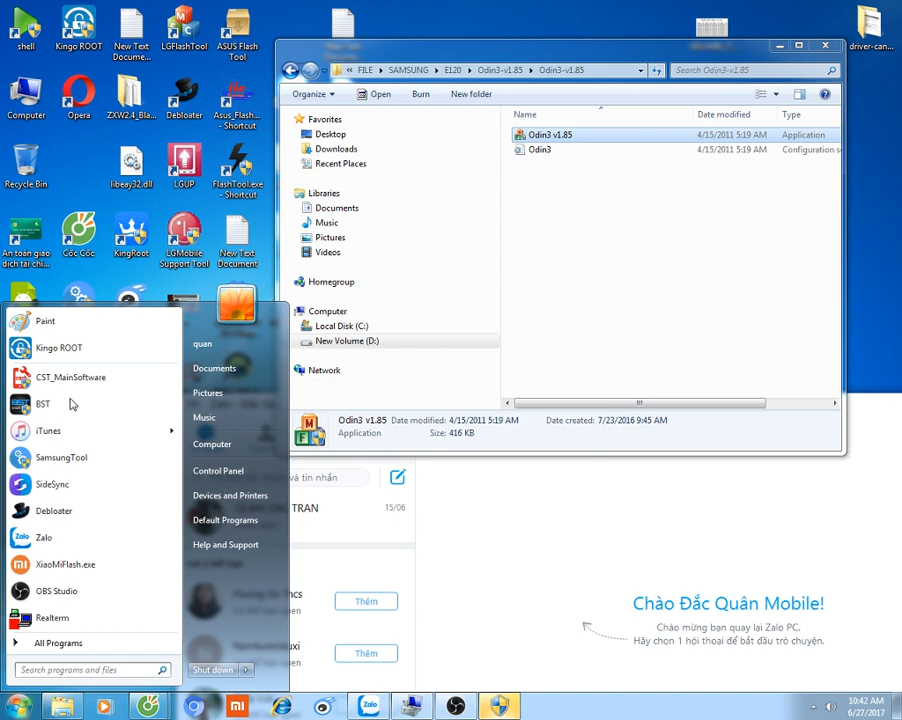 shell
Kingo ROOT
New Text
Docume...
LGFlashTool
ASUS Flash
Tool
driver-can...
Computer
Opera
ZXW2.4_Bla...
Debloater
Asus_Flash...
- Shortcut
Recycle Bin
libeay32.dll
LGUP
FlashTool.exe
- Shortcut
An toàn giao
dịch tài chí...
Cốc Cốc
KingRoot
LGMobile
Support Tool
New Text
Document
FILE
SAMSUNG
E120
Odin3-v1.85
Odin3-v1.85
Search Odin3-v1.85
Organize
Open
Burn
New folder
Favorites
Desktop
Downloads
Recent Places
Libraries
Documents
Music
Pictures
Videos
Homegroup
Computer
Local Disk (C:)
New Volume (D:)
Network
Name
Date modified
Type
Odin3 v1.85
4/15/2011 5:19 AM
Application
Odin3
4/15/2011 5:19 AM
Configuration se
Odin3 v1.85 Date modified: 4/15/2011 5:19 AM
Date created: 7/23/2016 9:45 AM
Application
Size: 416 KB
Paint
Kingo ROOT
CST_MainSoftware
BST
iTunes
SamsungTool
SideSync
Debloater
Zalo
XiaoMiFlash.exe
OBS Studio
Realterm
All Programs
Search programs and files
quan
Documents
Pictures
Music
Computer
Control Panel
Devices and Printers
Default Programs
Help and Support
Shut down
và tin nhắn
TRAN
15/06
Thêm
Thêm
Chào Đắc Quân Mobile!
Chào mừng bạn quay lại Zalo PC.
Hãy chọn 1 hội thoại để bắt đầu trò chuyện.
Zalo
10:42 AM
6/27/2017